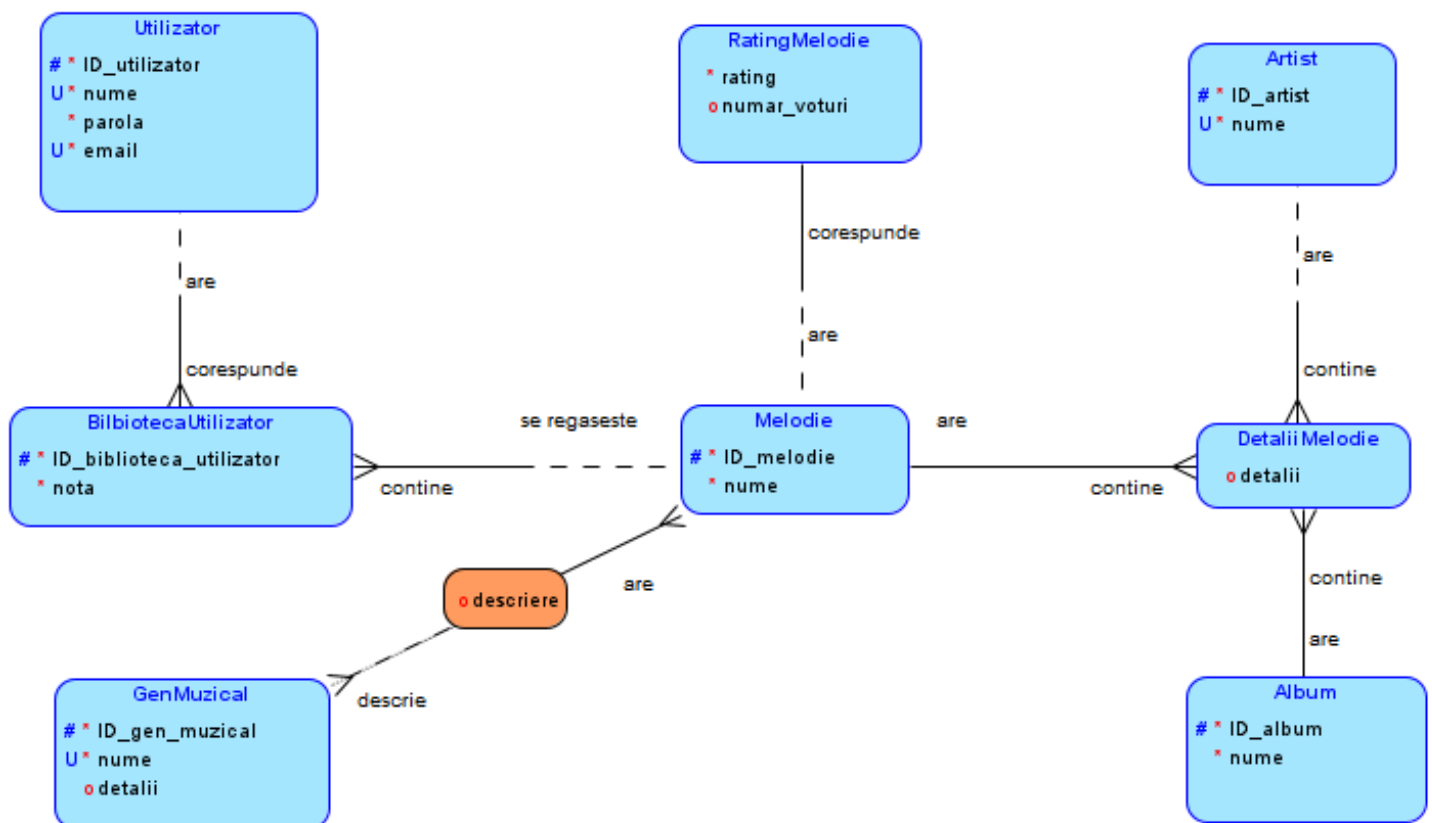 Utilizator
# * ID_utilizator
U * nume
* parola
U * email
are
corespunde
BilbiotecaUtilizator
# * ID_biblioteca_utilizator
* nota
RatingMelodie
* rating
o numar_voturi
corespunde
are
se regaseste
contine
Melodie
# * ID_melodie
* nume
are
contine
Artist
# * ID_artist
U * nume
are
contine
DetaliiMelodie
o detalii
contine
are
Album
# * ID_album
* nume
are
o descriere
descrie
GenMuzical
# * ID_gen_muzical
U * nume
o detalii